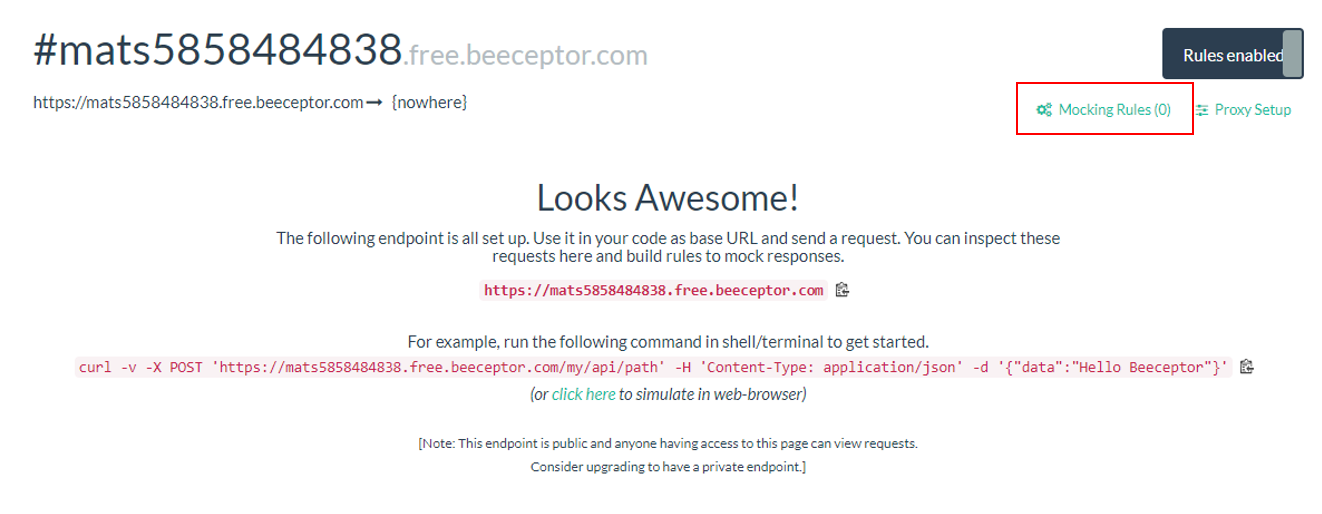 #mats5858484838.free.beeceptor.com
Rules enabled
https://mats5858484838.free.beeceptor.com→ {nowhere}
Mocking Rules (0)
Proxy Setup
Looks Awesome!
The following endpoint is all set up. Use it in your code as base URL and send a request. You can inspect these
requests here and build rules to mock responses.
https://mats5858484838.free.beeceptor.com
For example, run the following command in shell/terminal to get started.
curl -v -X POST 'https://mats5858484838.free.beeceptor.com/my/api/path' -H 'Content-Type: application/json' -d '{"data":"Hello Beeceptor"}'
(or click here to simulate in web-browser)
[Note: This endpoint is public and anyone having access to this page can view requests.
Consider upgrading to have a private endpoint.]